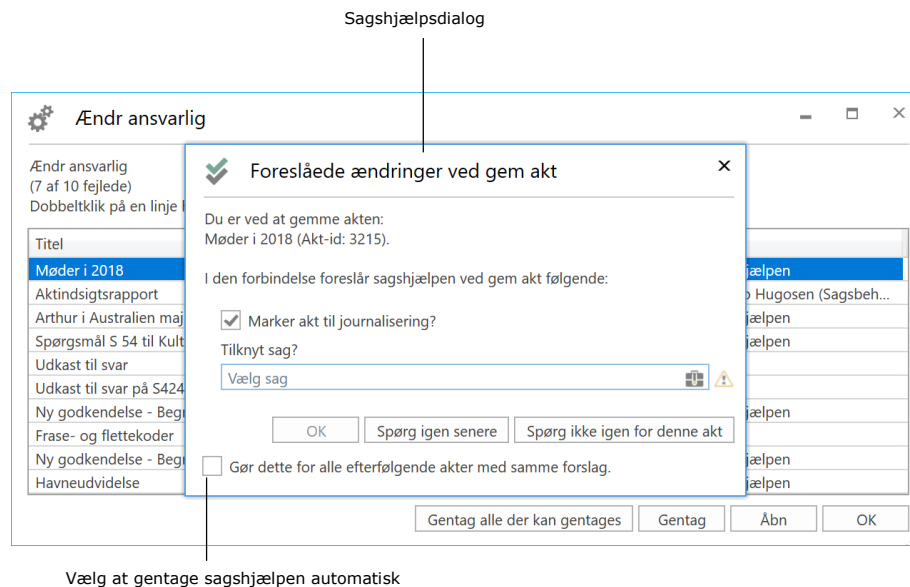 Sagshjælpsdialog
Ændr ansvarlig
Ændr ansvarlig
(7 af 10 fejlede)
Dobbeltklik på en linje
Foreslåede ændringer ved gem akt
Du er ved at gemme akten:
Møder i 2018 (Akt-id: 3215).
I den forbindelse foreslår sagshjælpen ved gem akt følgende:
Marker akt til journalisering?
Tilknyt sag?
Vælg sag
OK
Spørg igen senere
Spørg ikke igen for denne akt
Gør dette for alle efterfølgende akter med samme forslag.
Titel
Møder i 2018 jælpen
Aktindsigtsrapport Hugosen (Sagsbeh...
Arthur i Australien maj jælpen
Spørgsmål S 54 til Kult jælpen
Udkast til svar
Udkast til svar på S424
Ny godkendelse - Begr jælpen
Frase- og flettekoder
Ny godkendelse - Begr jælpen
Havneudvidelse jælpen
Gentag alle der kan gentages
Gentag
Åbn
OK
Vælg at gentage sagshjælpen automatisk